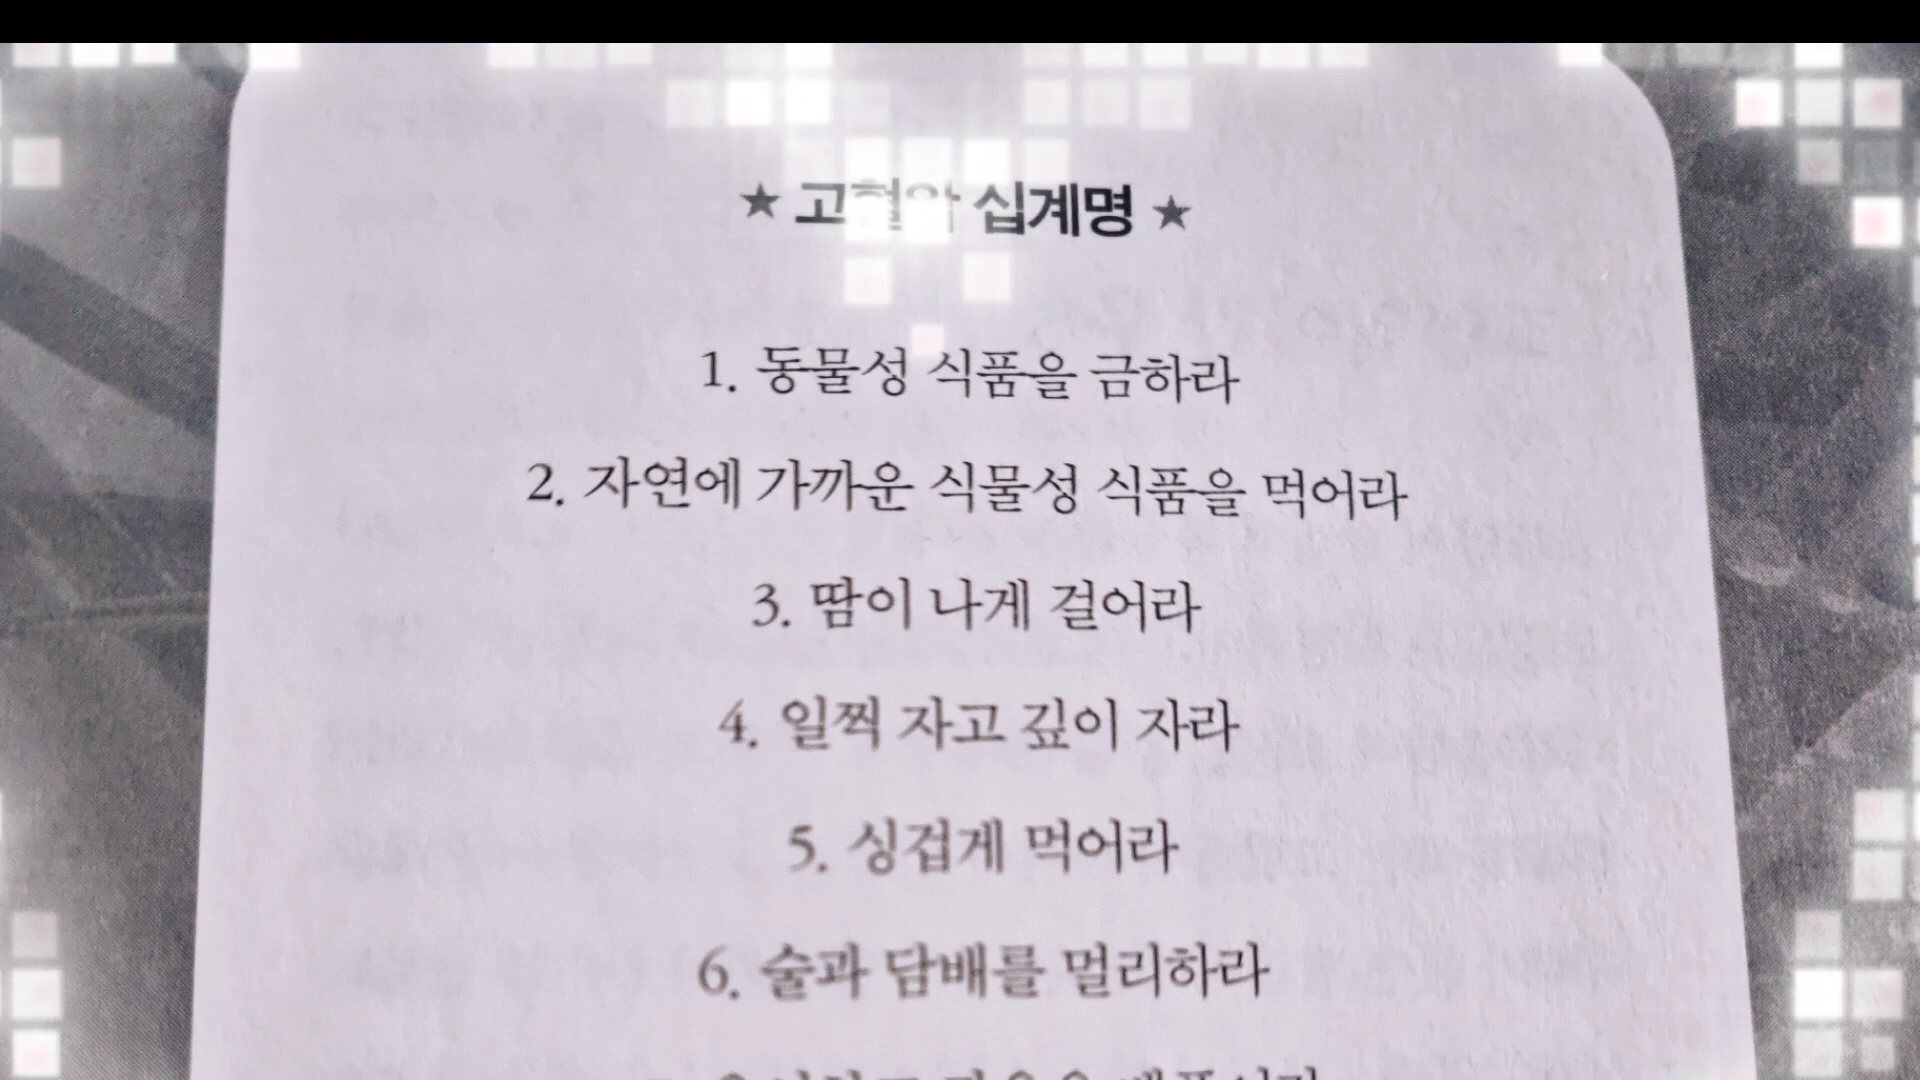 ★ 고혈압 십계명 ★
1. 동물성 식품을 금하라
2. 자연에 가까운 식물성 식품을 먹어라
3. 땀이 나게 걸어라
4. 일찍 자고 깊이 자라
5. 싱겁게 먹어라
6. 술과 담배를 멀리하라